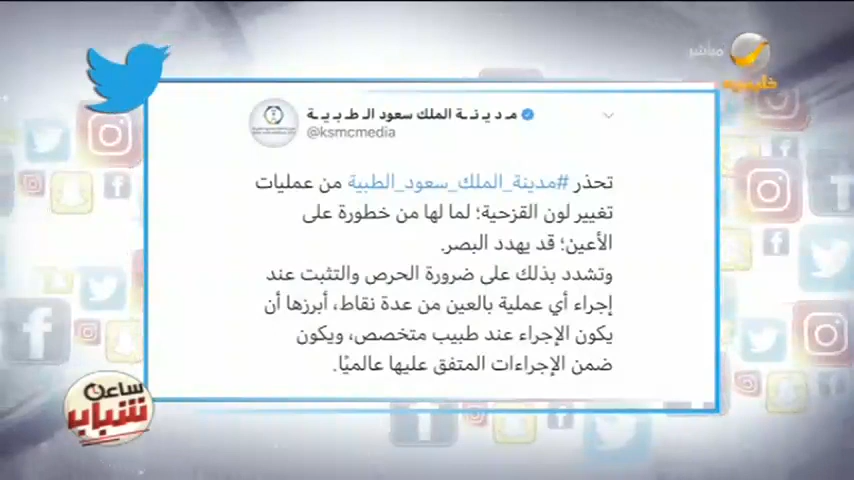 مباشر
خليجية
مدينة الملك سعود الطبية
@ksmcmedia
تحذر #مدينة_الملك_سعود_الطبية من عمليات
تغيير لون القزحية؛ لما لها من خطورة على
الأعين؛ قد يهدد البصر.
وتشدد بذلك على ضرورة الحرص والتثبت عند
إجراء أي عملية بالعين من عدة نقاط، أبرزها أن
يكون الإجراء عند طبيب متخصص، ويكون
ضمن الإجراءات المتفق عليها عالميًا.
ساعة
شباب